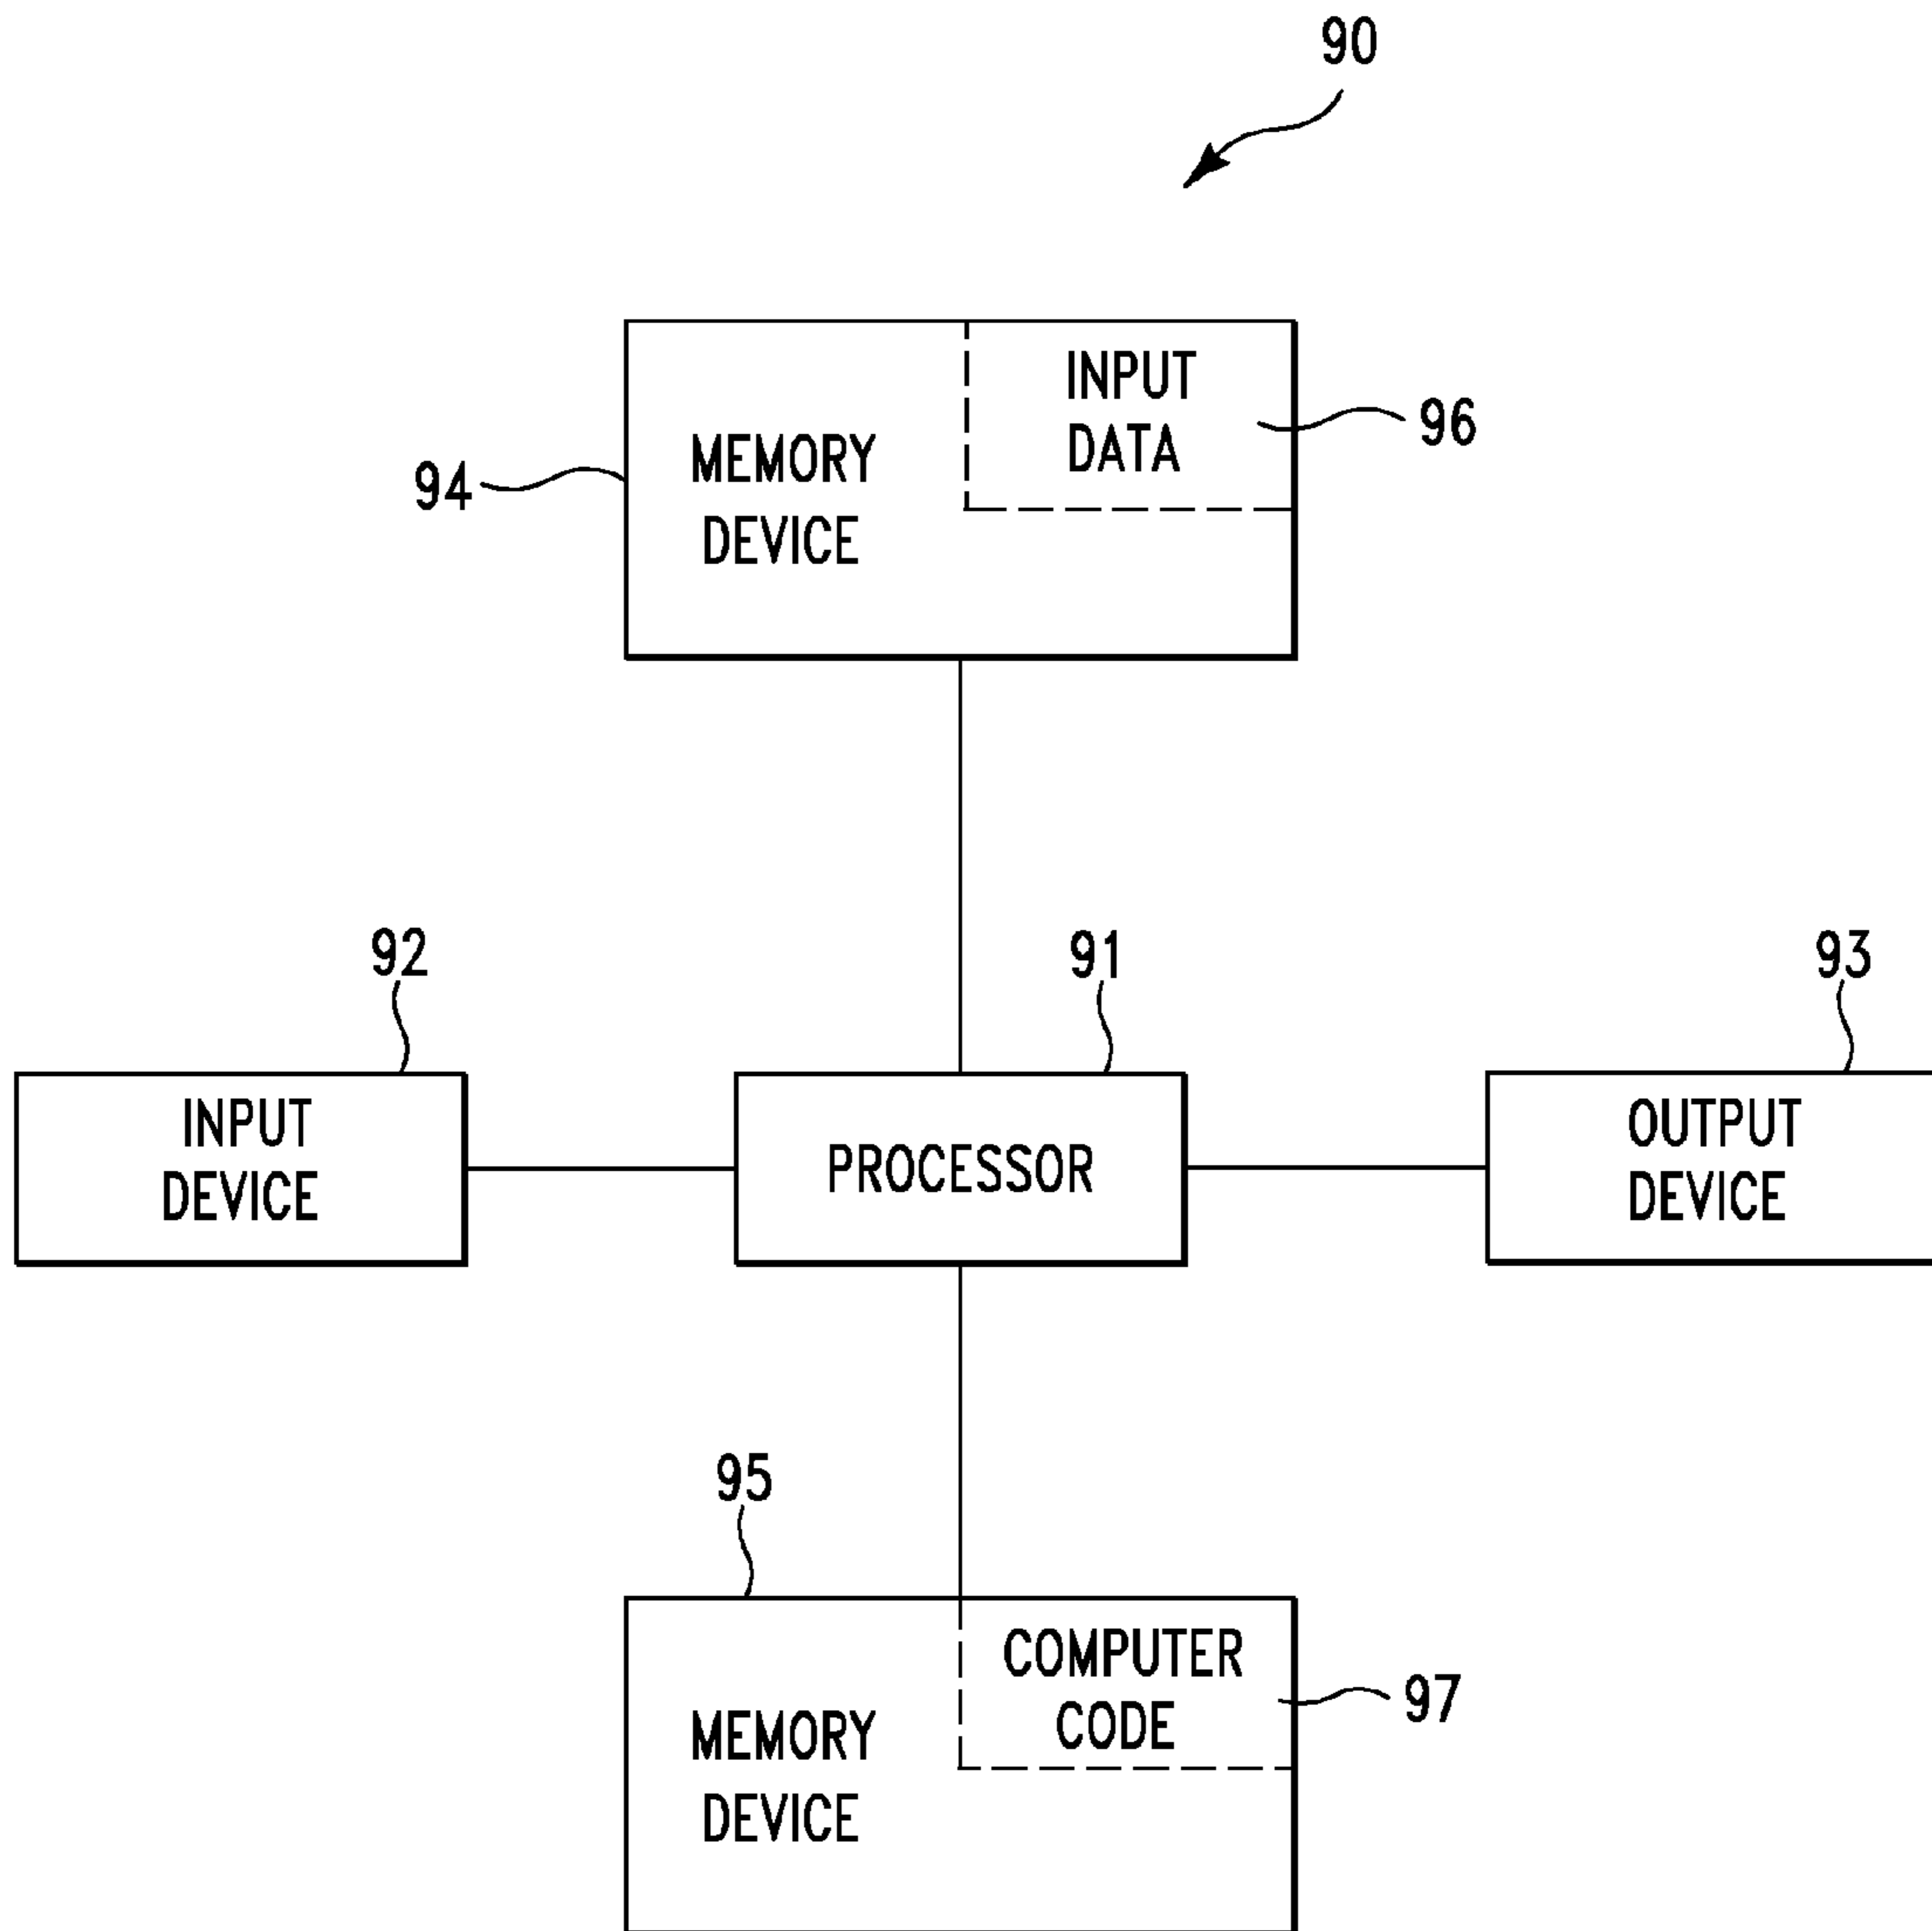 90
INPUT
DATA
96
MEMORY
DEVICE
94
92
91
93
INPUT
DEVICE
PROCESSOR
OUTPUT
DEVICE
95
COMPUTER
CODE
97
MEMORY
DEVICE